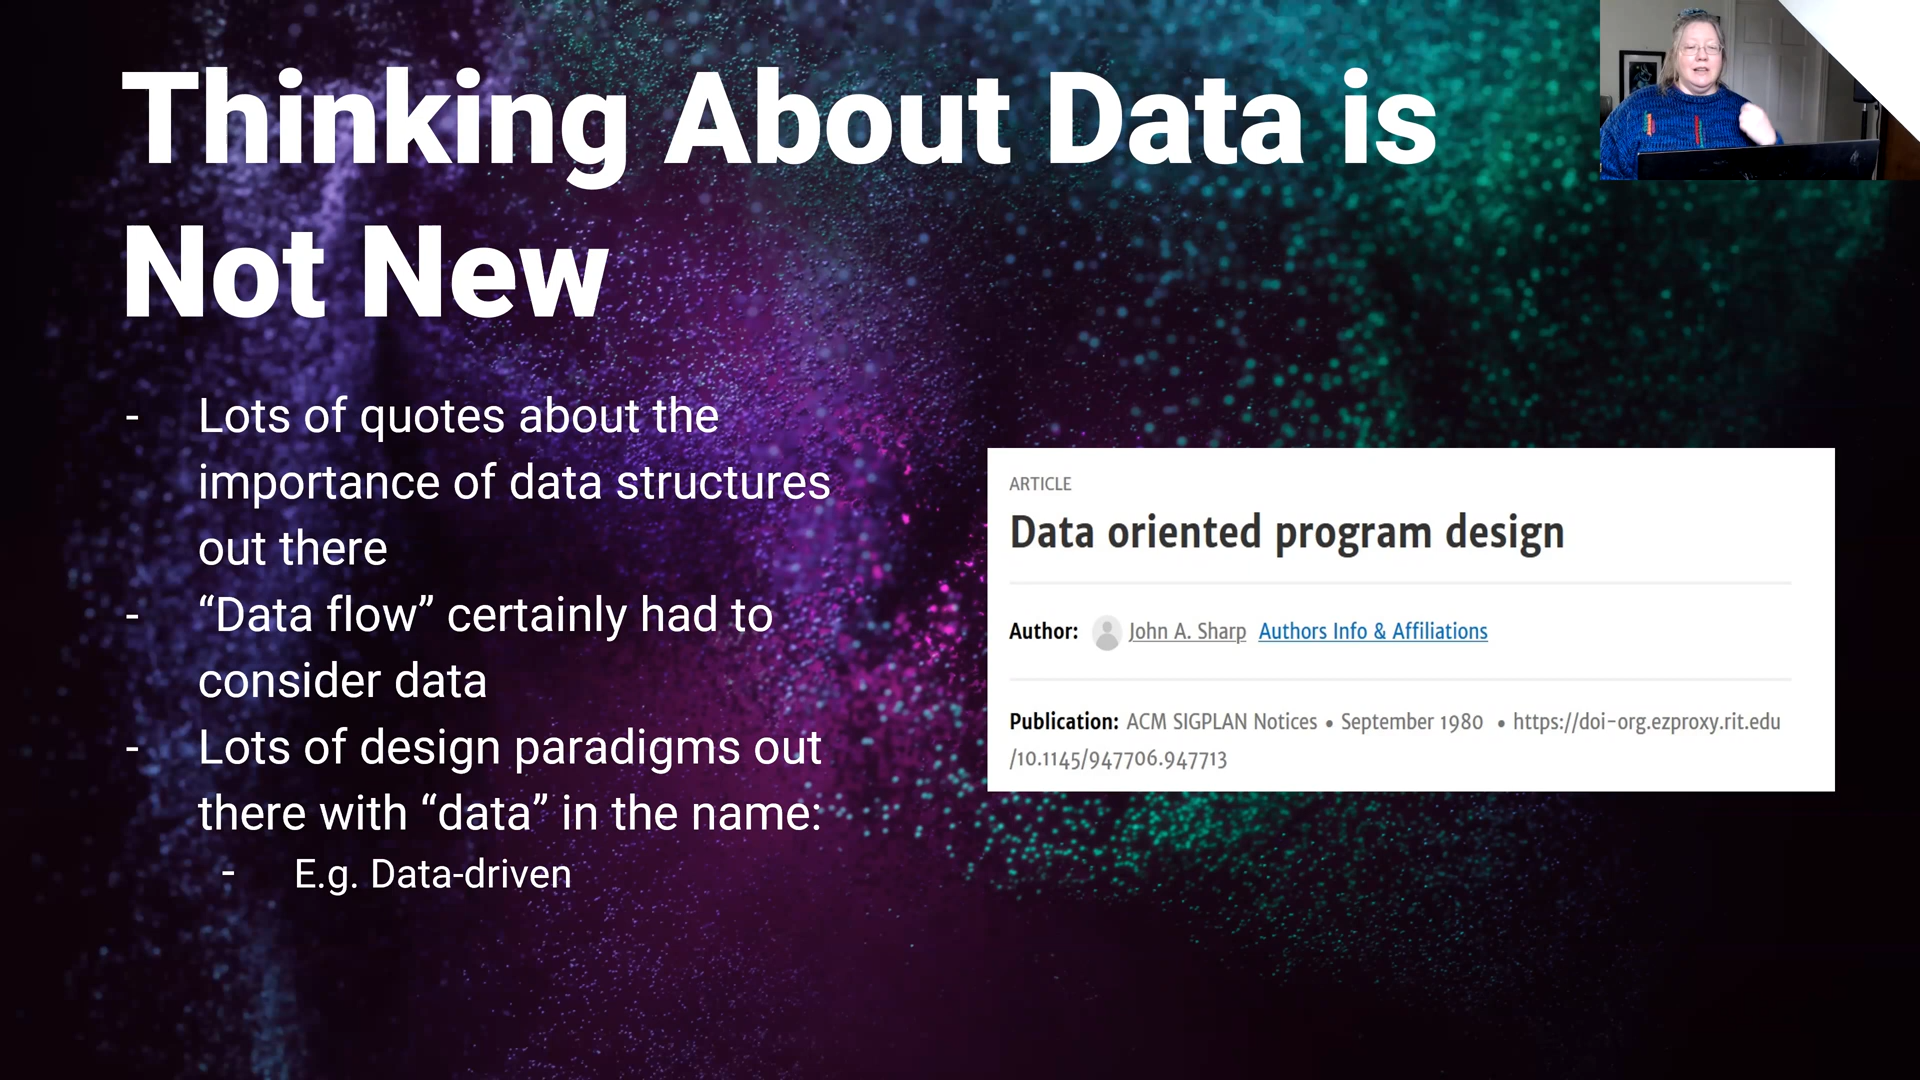 Thinking About Data is
Not New
- Lots of quotes about the
importance of data structures
out there
- “Data flow” certainly had to
consider data
- Lots of design paradigms out
there with “data” in the name:
- E.g. Data-driven
ARTICLE
Data oriented program design
Author: John A. Sharp Authors Info & Affiliations
Publication: ACM SIGPLAN Notices • September 1980 • https://doi-org.ezproxy.rit.edu
/10.1145/947706.947713